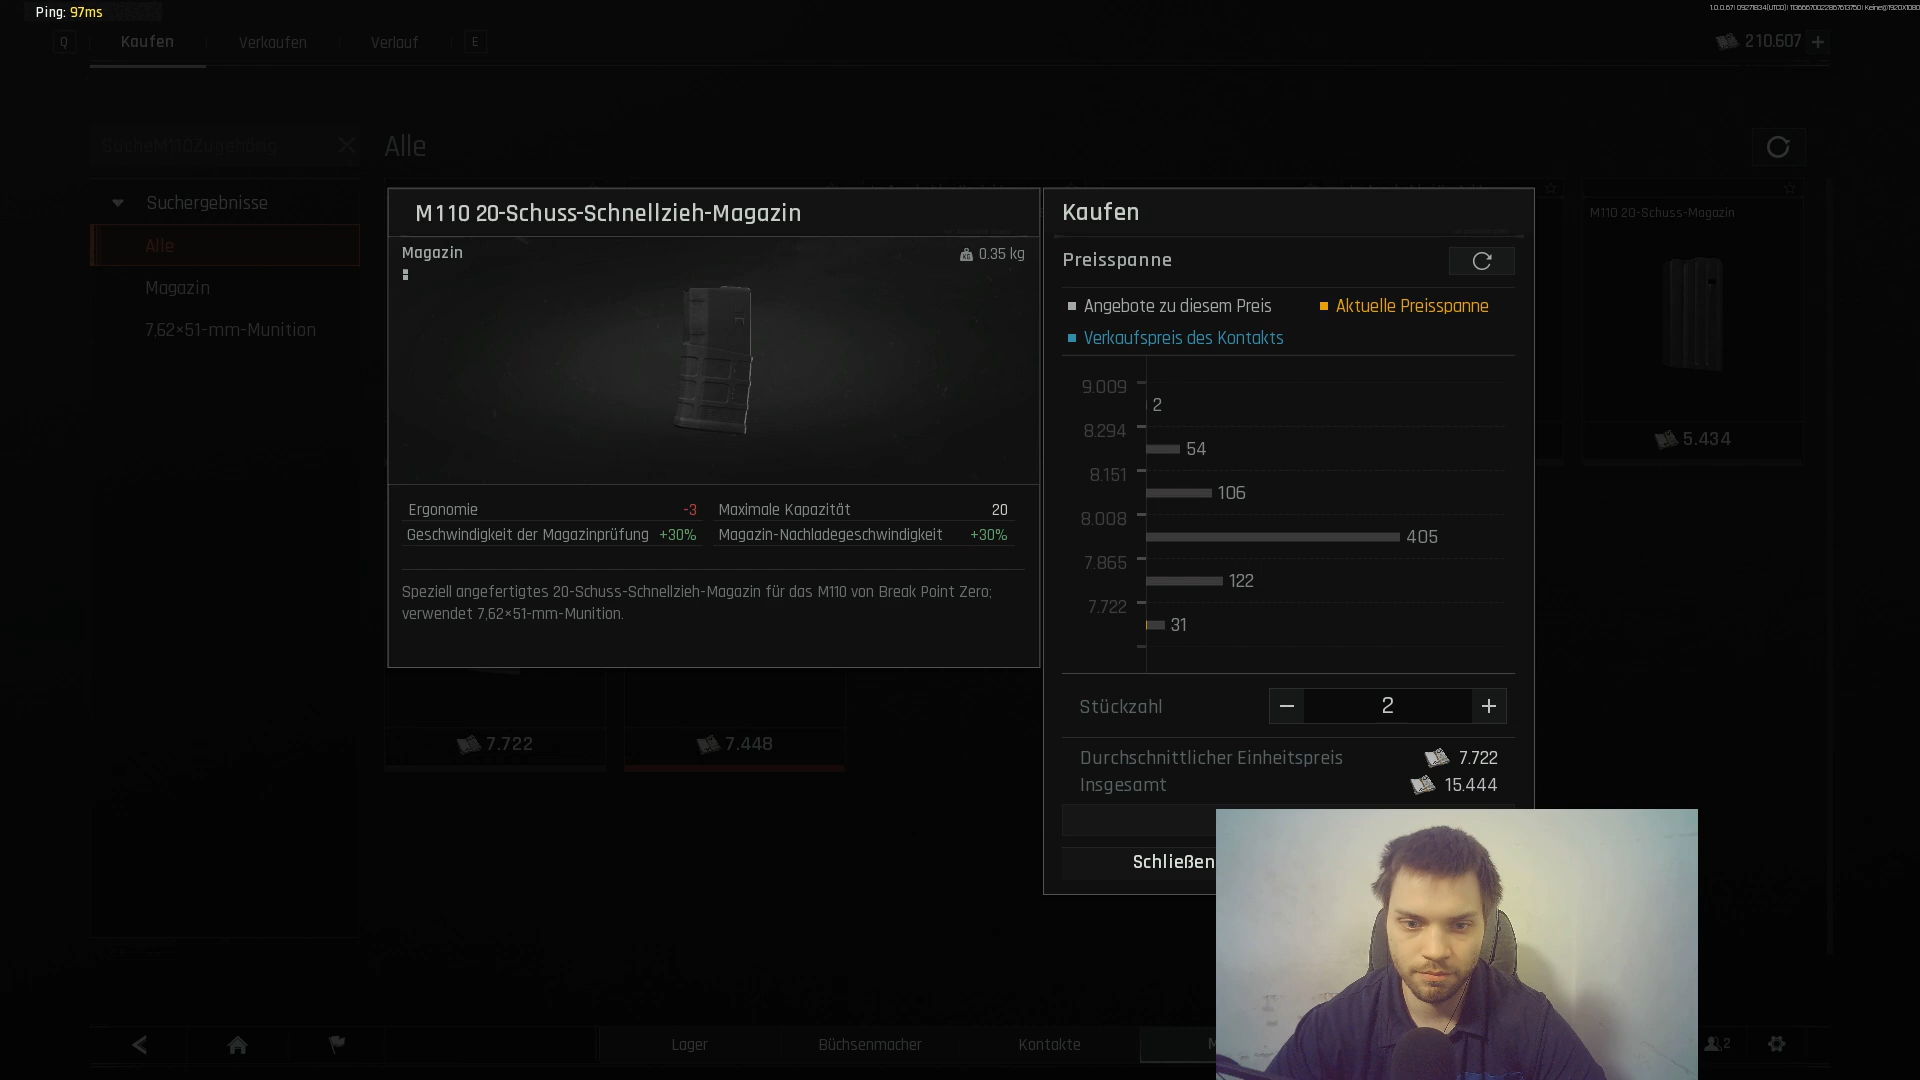 Ping: 97ms
Q
Kaufen
Verkaufen
Verlauf
E
210.607
SucheM110Zugehörig
Alle
Suchergebnisse
Alle
Magazin
7,62×51-mm-Munition
M110 20-Schuss-Schnellzieh-Magazin
Magazin
0.35 kg
Ergonomie -3
Maximale Kapazität 20
Geschwindigkeit der Magazinprüfung +30%
Magazin-Nachladegeschwindigkeit +30%
Speziell angefertigtes 20-Schuss-Schnellzieh-Magazin für das M110 von Break Point Zero;
verwendet 7,62×51-mm-Munition.
Kaufen
Preisspanne
Angebote zu diesem Preis
Aktuelle Preisspanne
Verkaufspreis des Kontakts
9.009
2
8.294
54
8.151
106
8.008
405
7.865
122
7.722
31
Stückzahl
2
Durchschnittlicher Einheitspreis 7.722
Insgesamt 15.444
Schließen
M110 20-Schuss-Magazin
5.434
7.722
7.448
Lager
Büchsenmacher
Kontakte
2